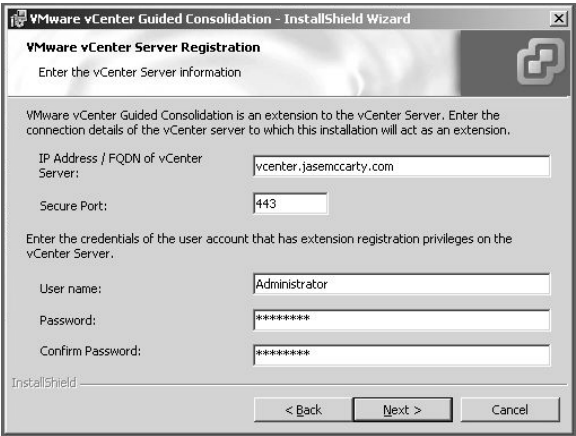 VMware vCenter Guided Consolidation - InstallShield Wizard
VMware vCenter Server Registration
Enter the vCenter Server information
VMware vCenter Guided Consolidation is an extension to the vCenter Server. Enter the
connection details of the vCenter server to which this installation will act as an extension.
IP Address / FQDN of vCenter
Server:
vcenter.jasemccarty.com
Secure Port:
443
Enter the credentials of the user account that has extension registration privileges on the
vCenter Server.
User name:
Administrator
Password:
********
Confirm Password:
********
InstallShield
< Back
Next >
Cancel